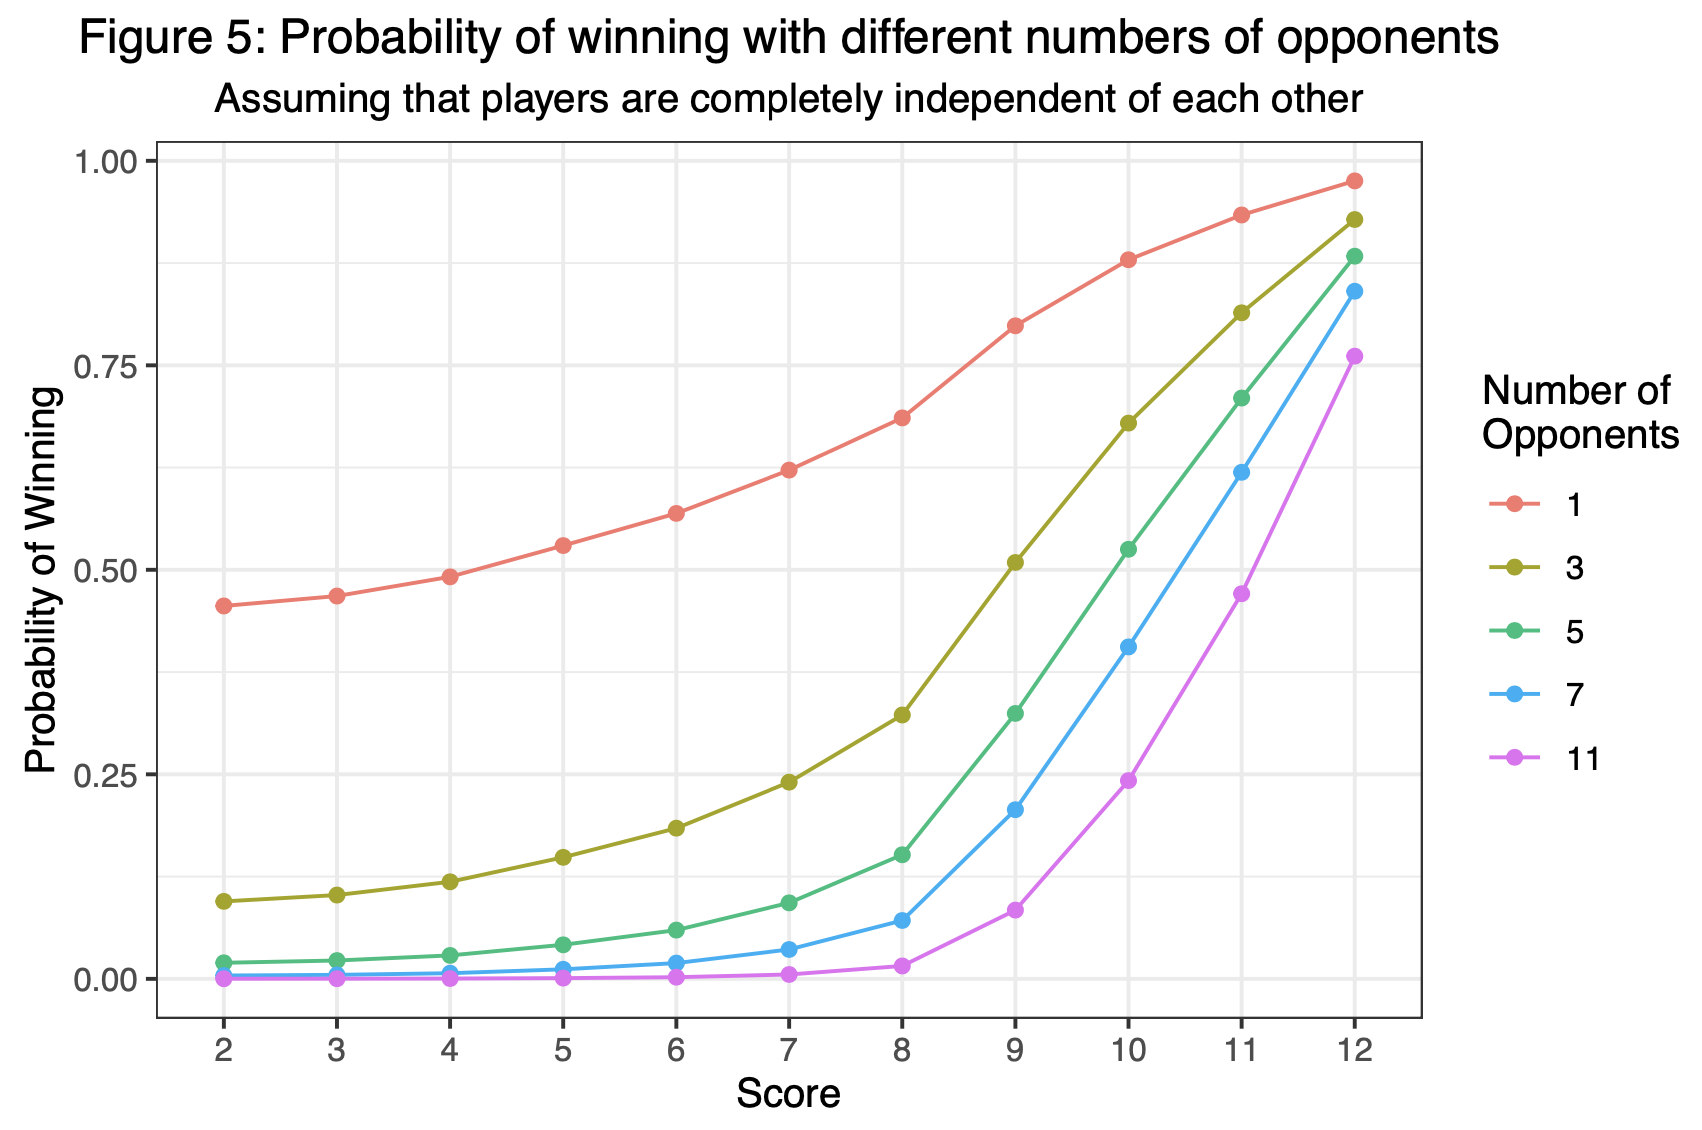 Figure 5: Probability of winning with different numbers of opponents
Assuming that players are completely independent of each other
1.00
0.75
0.50
0.25
0.00
Probability of Winning
2 3 4 5 6 7 8 9 10 11 12
Score
Number of
Opponents
1
3
5
7
11